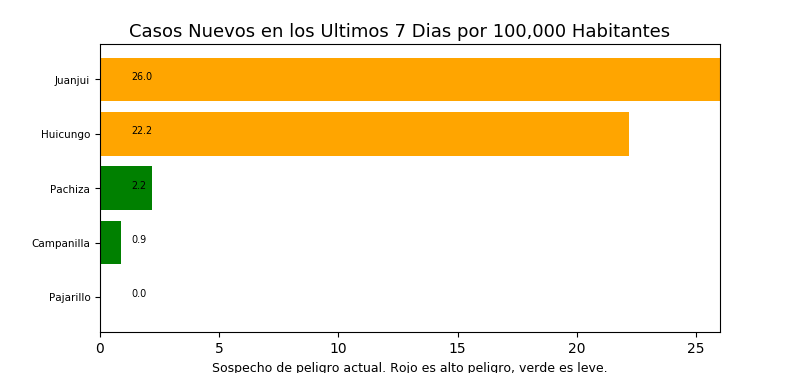 Casos Nuevos en los Ultimos 7 Dias por 100,000 Habitantes
Juanjui 26.0
Huicungo 22.2
Pachiza 2.2
Campanilla 0.9
Pajarillo 0.0
0 5 10 15 20 25
Sospecho de peligro actual. Rojo es alto peligro, verde es leve.